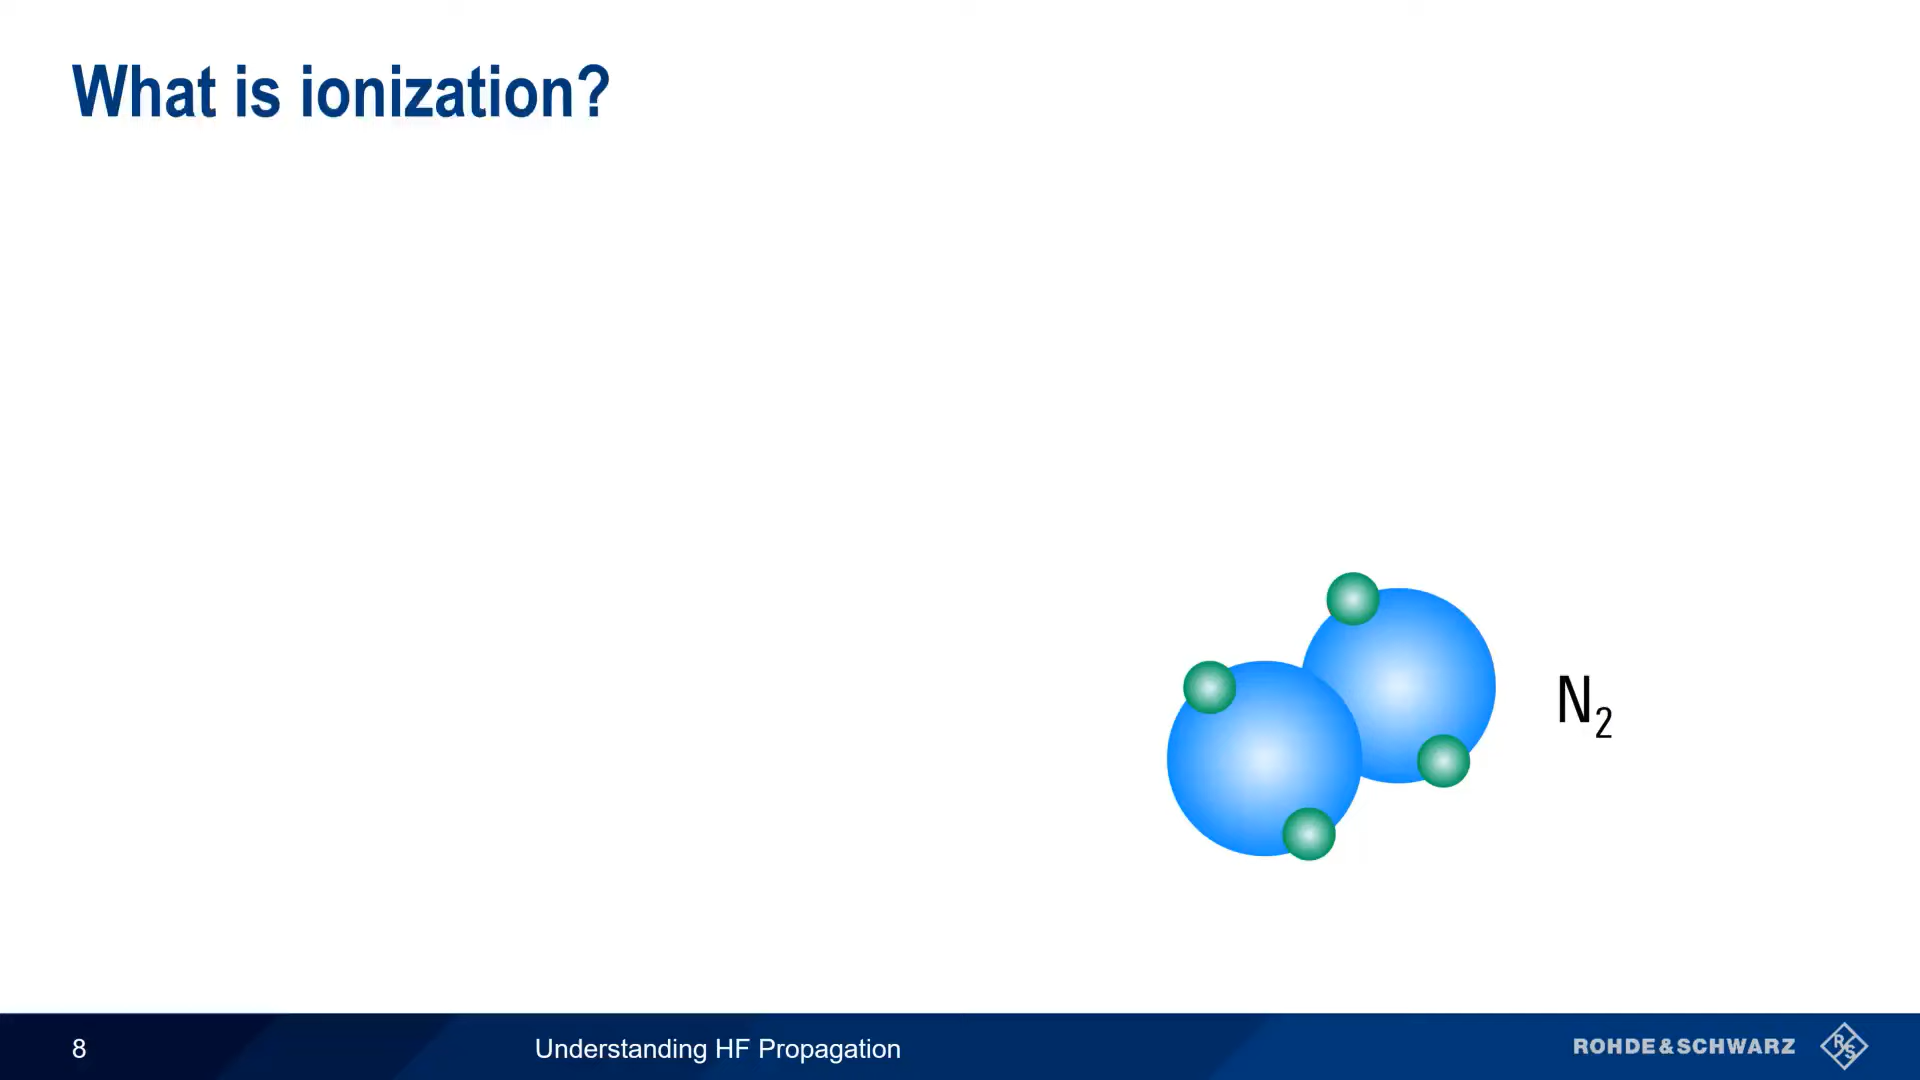 What is ionization?
N₂
8
Understanding HF Propagation
ROHDE&SCHWARZ
R
S